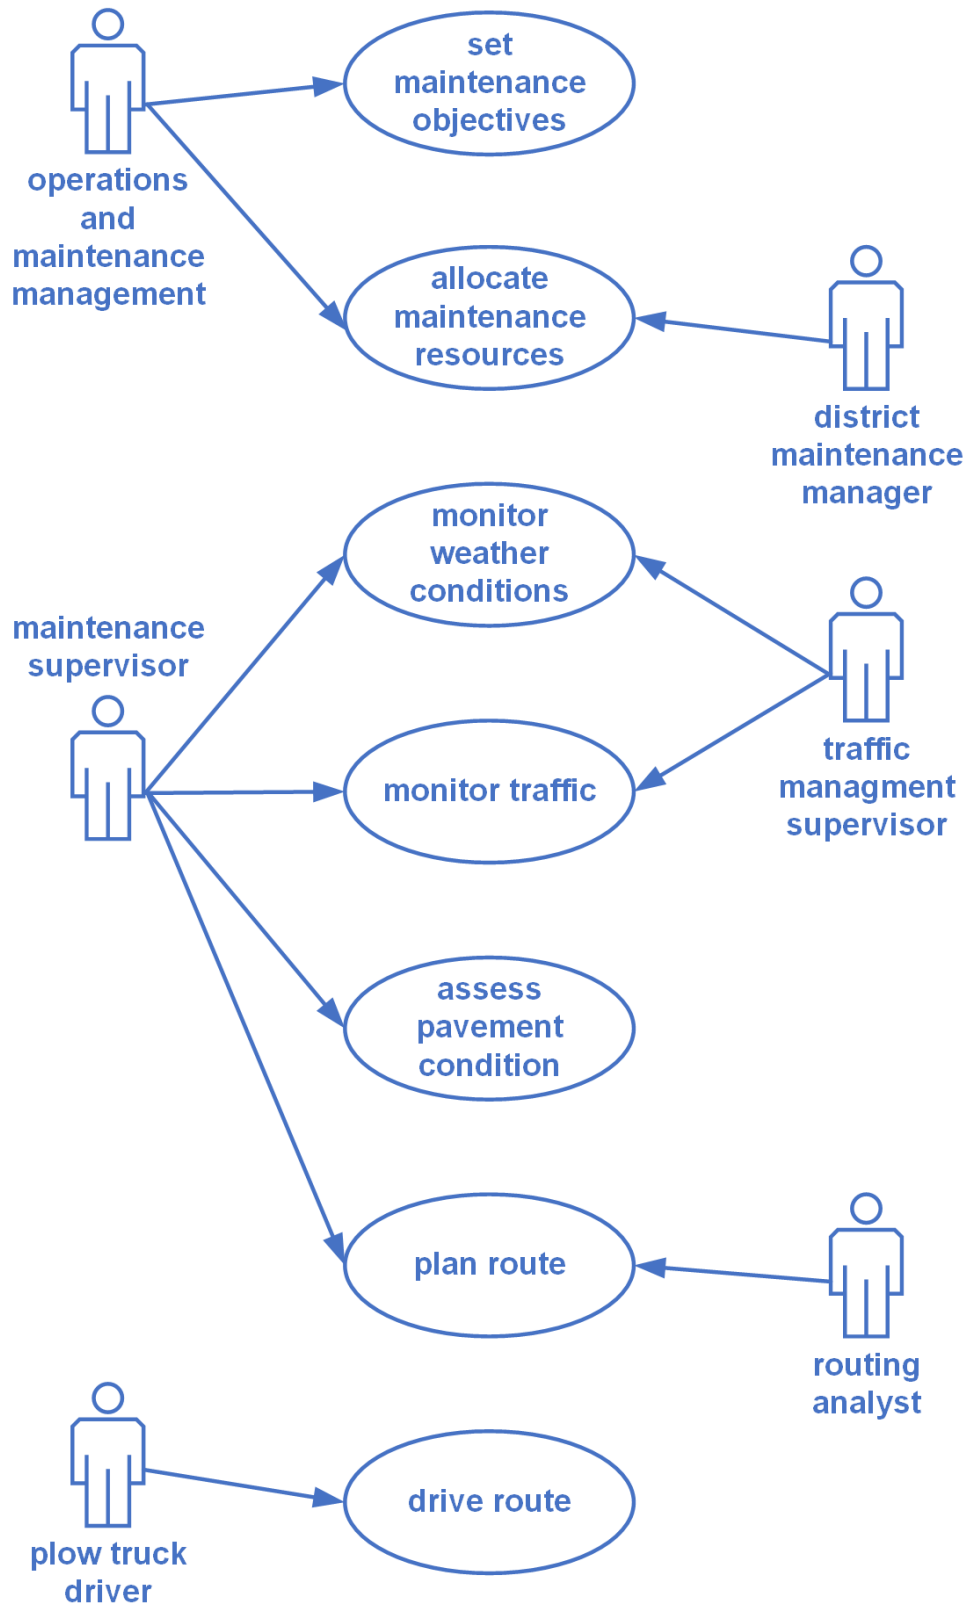 set
maintenance
objectives
operations
and
maintenance
management
allocate
maintenance
resources
district
maintenance
manager
monitor
weather
conditions
maintenance
supervisor
monitor traffic
traffic
managment
supervisor
assess
pavement
condition
plan route
routing
analyst
drive route
plow truck
driver